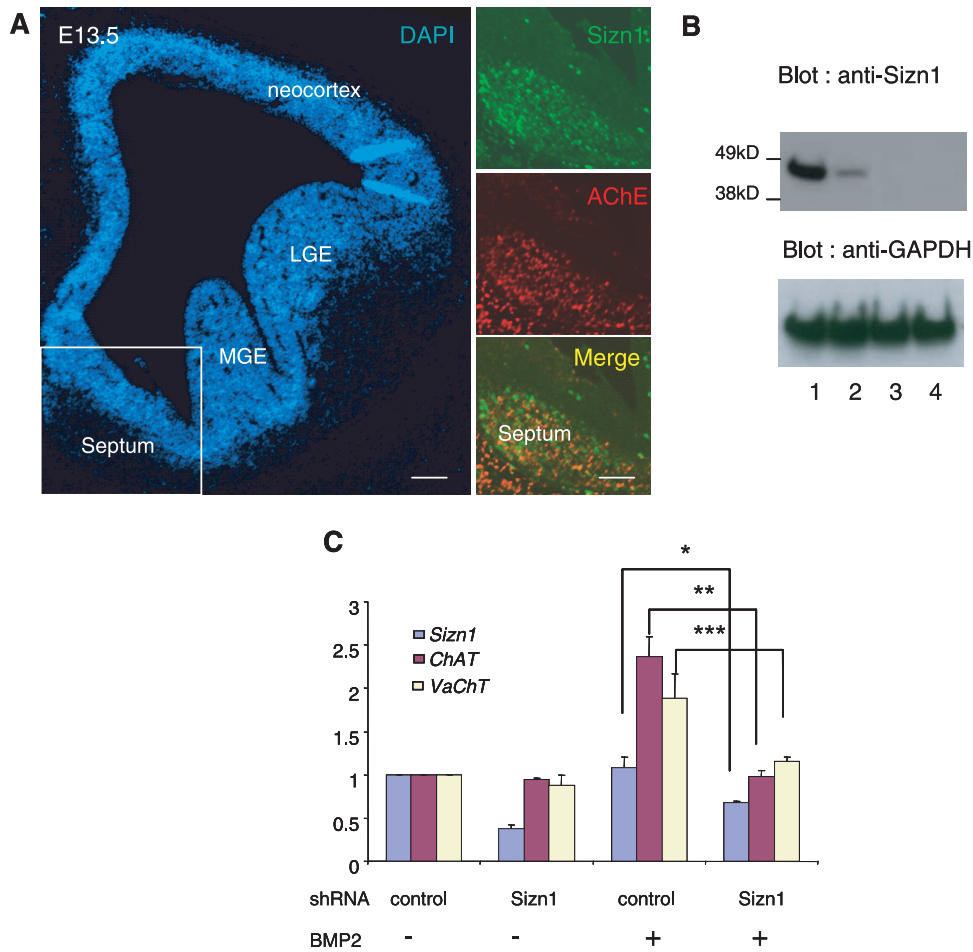 A
E13.5
DAPI
neocortex
LGE
MGE
Septum
Sizn1
AChE
Merge
Septum
B
Blot : anti-Sizn1
49kD
38kD
Blot : anti-GAPDH
1 2 3 4
C
*
**
***
3
2.5
2
1.5
1
0.5
0
Sizn1
ChAT
VaChT
shRNA control Sizn1 control Sizn1
BMP2 - - + +